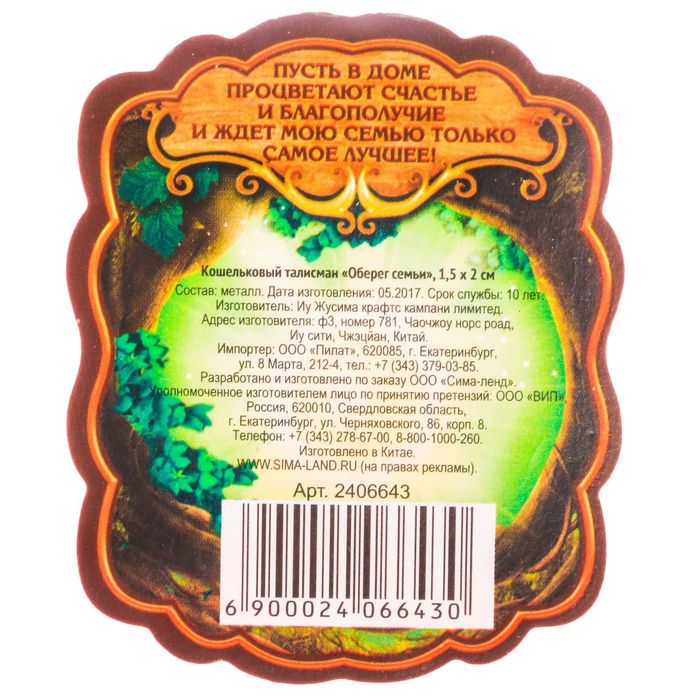 ПУСТЬ В ДОМЕ
ПРОЦВЕТАЮТ СЧАСТЬЕ
И БЛАГОПОЛУЧИЕ
И ЖДЕТ МОЮ СЕМЬЮ ТОЛЬКО
САМОЕ ЛУЧШЕЕ!
Кошельковый талисман «Оберег семьи», 1,5 х 2 см
Состав: металл. Дата изготовления: 05.2017. Срок службы: 10 лет.
Изготовитель: Иу Жусима крафтс кампани лимитед.
Адрес изготовителя: ф3, номер 781, Чаочжоу норс роад,
Иу сити, Чжэцйан, Китай.
Импортер: ООО «Пилат», 620085, г. Екатеринбург,
ул. 8 Марта, 212-4, тел.: +7 (343) 379-03-85.
Разработано и изготовлено по заказу ООО «Сима-ленд».
Уполномоченное изготовителем лицо по принятию претензий: ООО «ВИП»,
Россия, 620010, Свердловская область,
г. Екатеринбург, ул. Черняховского, 86, корп. 8.
Телефон: +7 (343) 278-67-00, 8-800-1000-260.
Изготовлено в Китае.
WWW.SIMA-LAND.RU (на правах рекламы).
Арт. 2406643
6 900024 066430